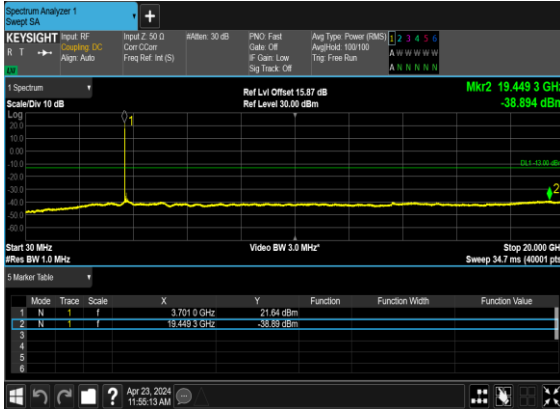 Spectrum Analyzer 1
Swept SA
+
KEYSIGHT Input: RF Input Z: 50 Ω #Atten: 30 dB PNO: Fast Avg Type: Power (RMS) 1 2 3 4 5 6
R T Coupling: DC Corr CCorr Gate: Off Avg|Hold: 100/100 A W W W W W
Align: Auto Freq Ref: Int (S) IF Gain: Low Trig: Free Run
Sig Track: Off A N N N N N
1 Spectrum
Ref Lvl Offset 15.87 dB Mkr2 19.449 3 GHz
Scale/Div 10 dB Ref Level 30.00 dBm -38.894 dBm
Log
20.0
10.0
0.00
-10.0
-20.0
-30.0
-40.0
-50.0
-60.0
1
DL1 -13.00 dBm
2
Start 30 MHz Video BW 3.0 MHz* Stop 20.000 GH
#Res BW 1.0 MHz Sweep 34.7 ms (40001 pts
5 Marker Table
Mode Trace Scale X Y Function Function Width Function Value
1 N 1 f 3.701 0 GHz 21.64 dBm
2 N 1 f 19.449 3 GHz -38.89 dBm
3
4
5
6
? Apr 23, 2024
11:55:13 AM